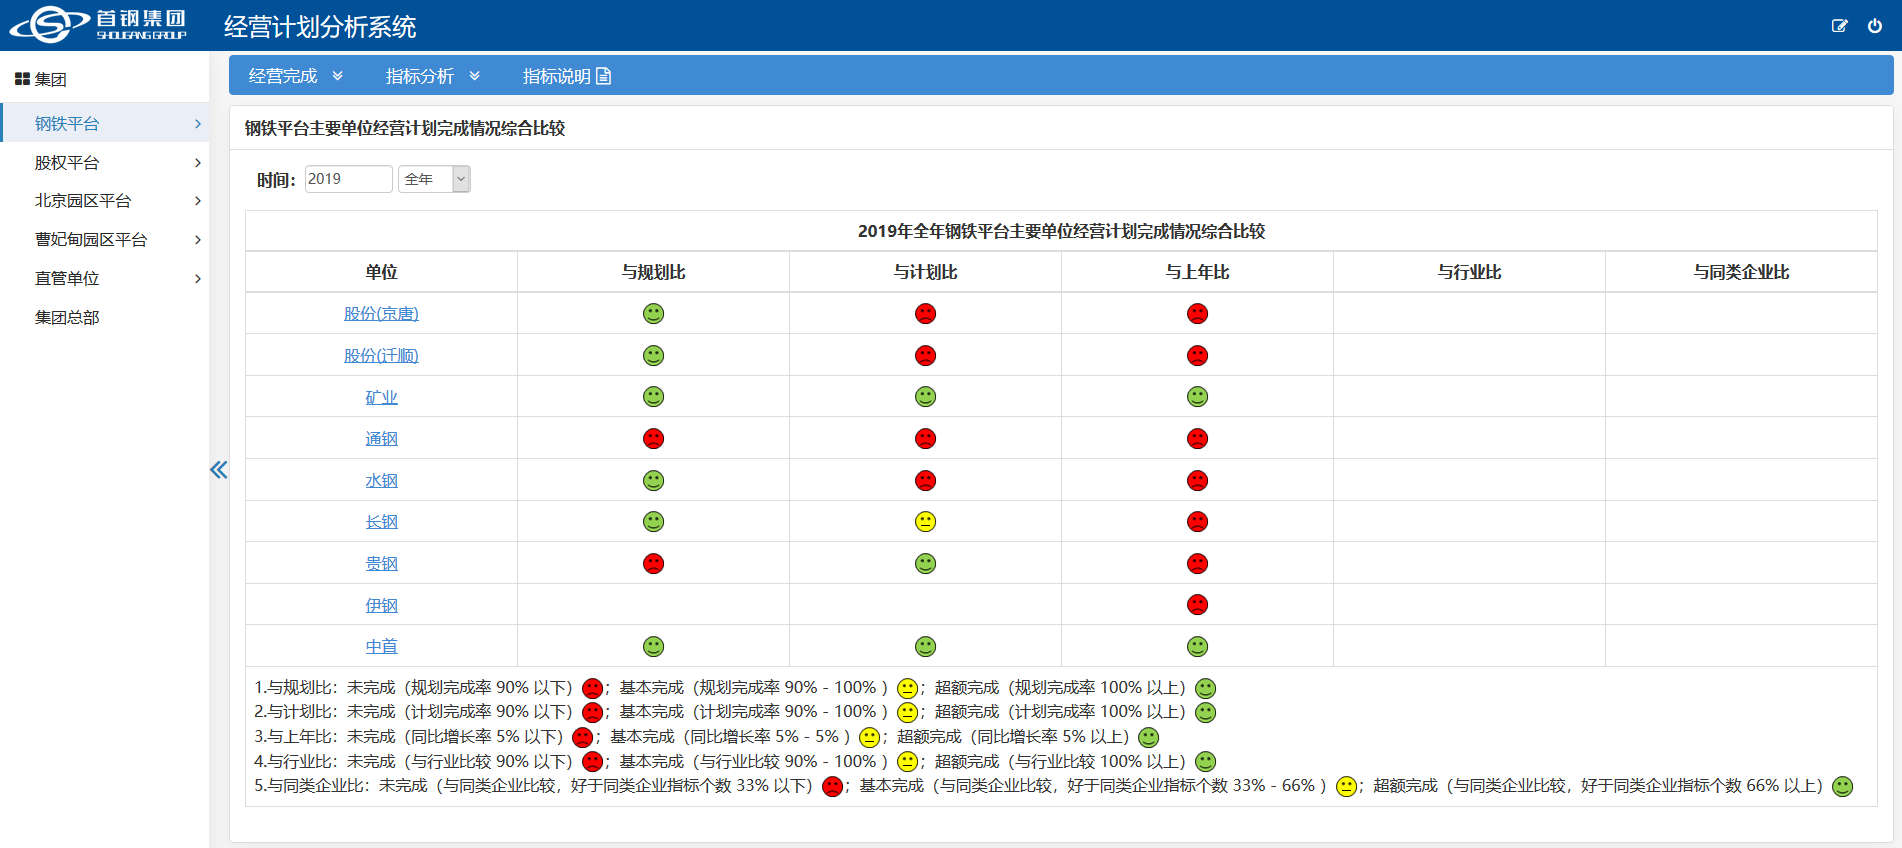 首钢集团
SHOUGANG GROUP
经营计划分析系统
集团
钢铁平台
股权平台
北京园区平台
曹妃甸园区平台
直管单位
集团总部
经营完成 指标分析 指标说明
钢铁平台主要单位经营计划完成情况综合比较
时间： 2019 全年
2019年全年钢铁平台主要单位经营计划完成情况综合比较
单位 与规划比 与计划比 与上年比 与行业比 与同类企业比
股份(京唐)
股份(迁顺)
矿业
通钢
水钢
长钢
贵钢
伊钢
中首
1.与规划比：未完成（规划完成率 90% 以下）；基本完成（规划完成率 90% - 100% ）；超额完成（规划完成率 100% 以上）
2.与计划比：未完成（计划完成率 90% 以下）；基本完成（计划完成率 90% - 100% ）；超额完成（计划完成率 100% 以上）
3.与上年比：未完成（同比增长率 5% 以下）；基本完成（同比增长率 5% - 5% ）；超额完成（同比增长率 5% 以上）
4.与行业比：未完成（与行业比较 90% 以下）；基本完成（与行业比较 90% - 100% ）；超额完成（与行业比较 100% 以上）
5.与同类企业比：未完成（与同类企业比较，好于同类企业指标个数 33% 以下）；基本完成（与同类企业比较，好于同类企业指标个数 33% - 66% ）；超额完成（与同类企业比较，好于同类企业指标个数 66% 以上）